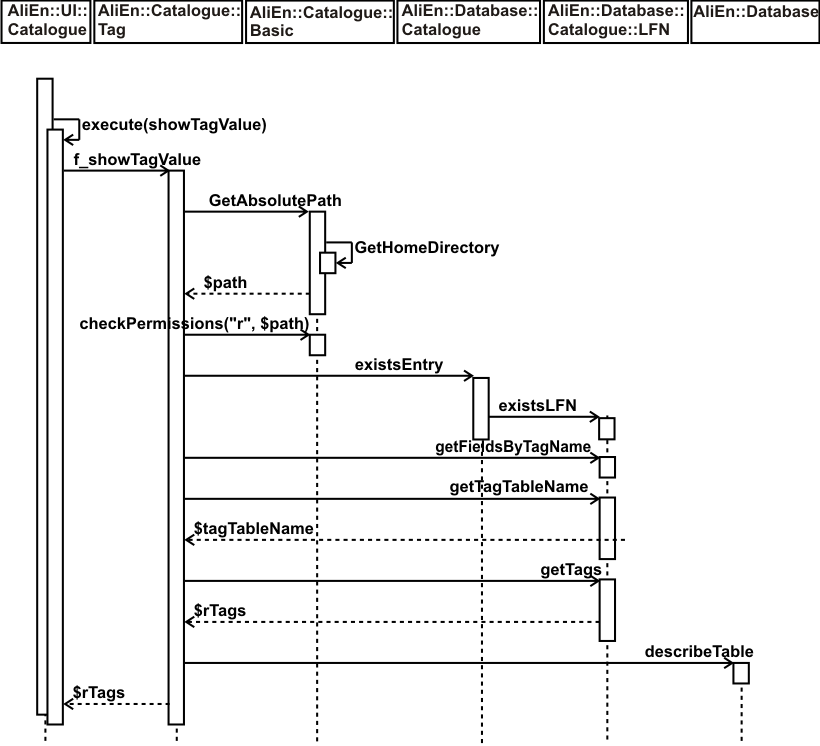 AliEn::UI::
Catalogue
AliEn::Catalogue::
Tag
AliEn::Catalogue::
Basic
AliEn::Database::
Catalogue
AliEn::Database::
Catalogue::LFN
AliEn::Database
execute(showTagValue)
f_showTagValue
GetAbsolutePath
GetHomeDirectory
$path
checkPermissions("r", $path)
existsEntry
existsLFN
getFieldsByTagName
getTagTableName
$tagTableName
getTags
$rTags
describeTable
$rTags